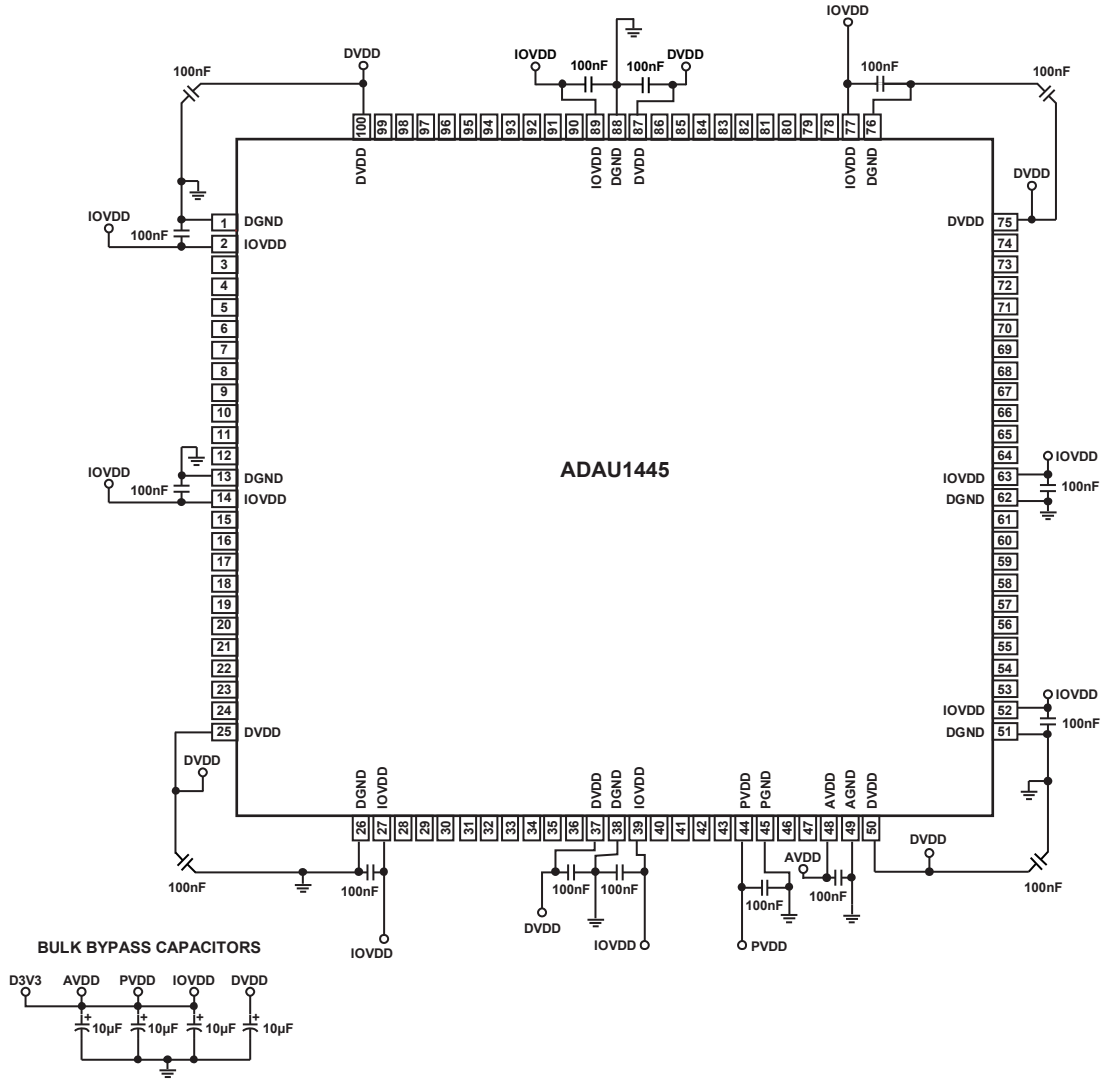 IOVDD
DVDD
IOVDD
DVDD
100nF
100nF
100nF
100nF
100nF
100 99 98 97 96 95 94 93 92 91 90 89 88 87 86 85 84 83 82 81 80 79 78 77 76
DVDD IOVDD DGND DVDD IOVDD DGND
DVDD
IOVDD
100nF
1 DGND
2 IOVDD
3
4
5
6
7
8
9
10
11
12
IOVDD
100nF
13 DGND
14 IOVDD
15
16
17
18
19
20
21
22
23
24
25 DVDD
DVDD
ADAU1445
DVDD 75
74
73
72
71
70
69
68
67
66
65
64
IOVDD
IOVDD 63
100nF
DGND 62
61
60
59
58
57
56
55
54
53
IOVDD
IOVDD 52
100nF
DGND 51
DGND IOVDD DVDD DGND IOVDD PVDD PGND AVDD AGND DVDD
26 27 28 29 30 31 32 33 34 35 36 37 38 39 40 41 42 43 44 45 46 47 48 49 50
DVDD
AVDD
100nF
100nF
100nF
100nF
100nF
100nF
100nF
DVDD
IOVDD
IOVDD
PVDD
BULK BYPASS CAPACITORS
D3V3 AVDD PVDD IOVDD DVDD
+ + + +
10µF 10µF 10µF 10µF